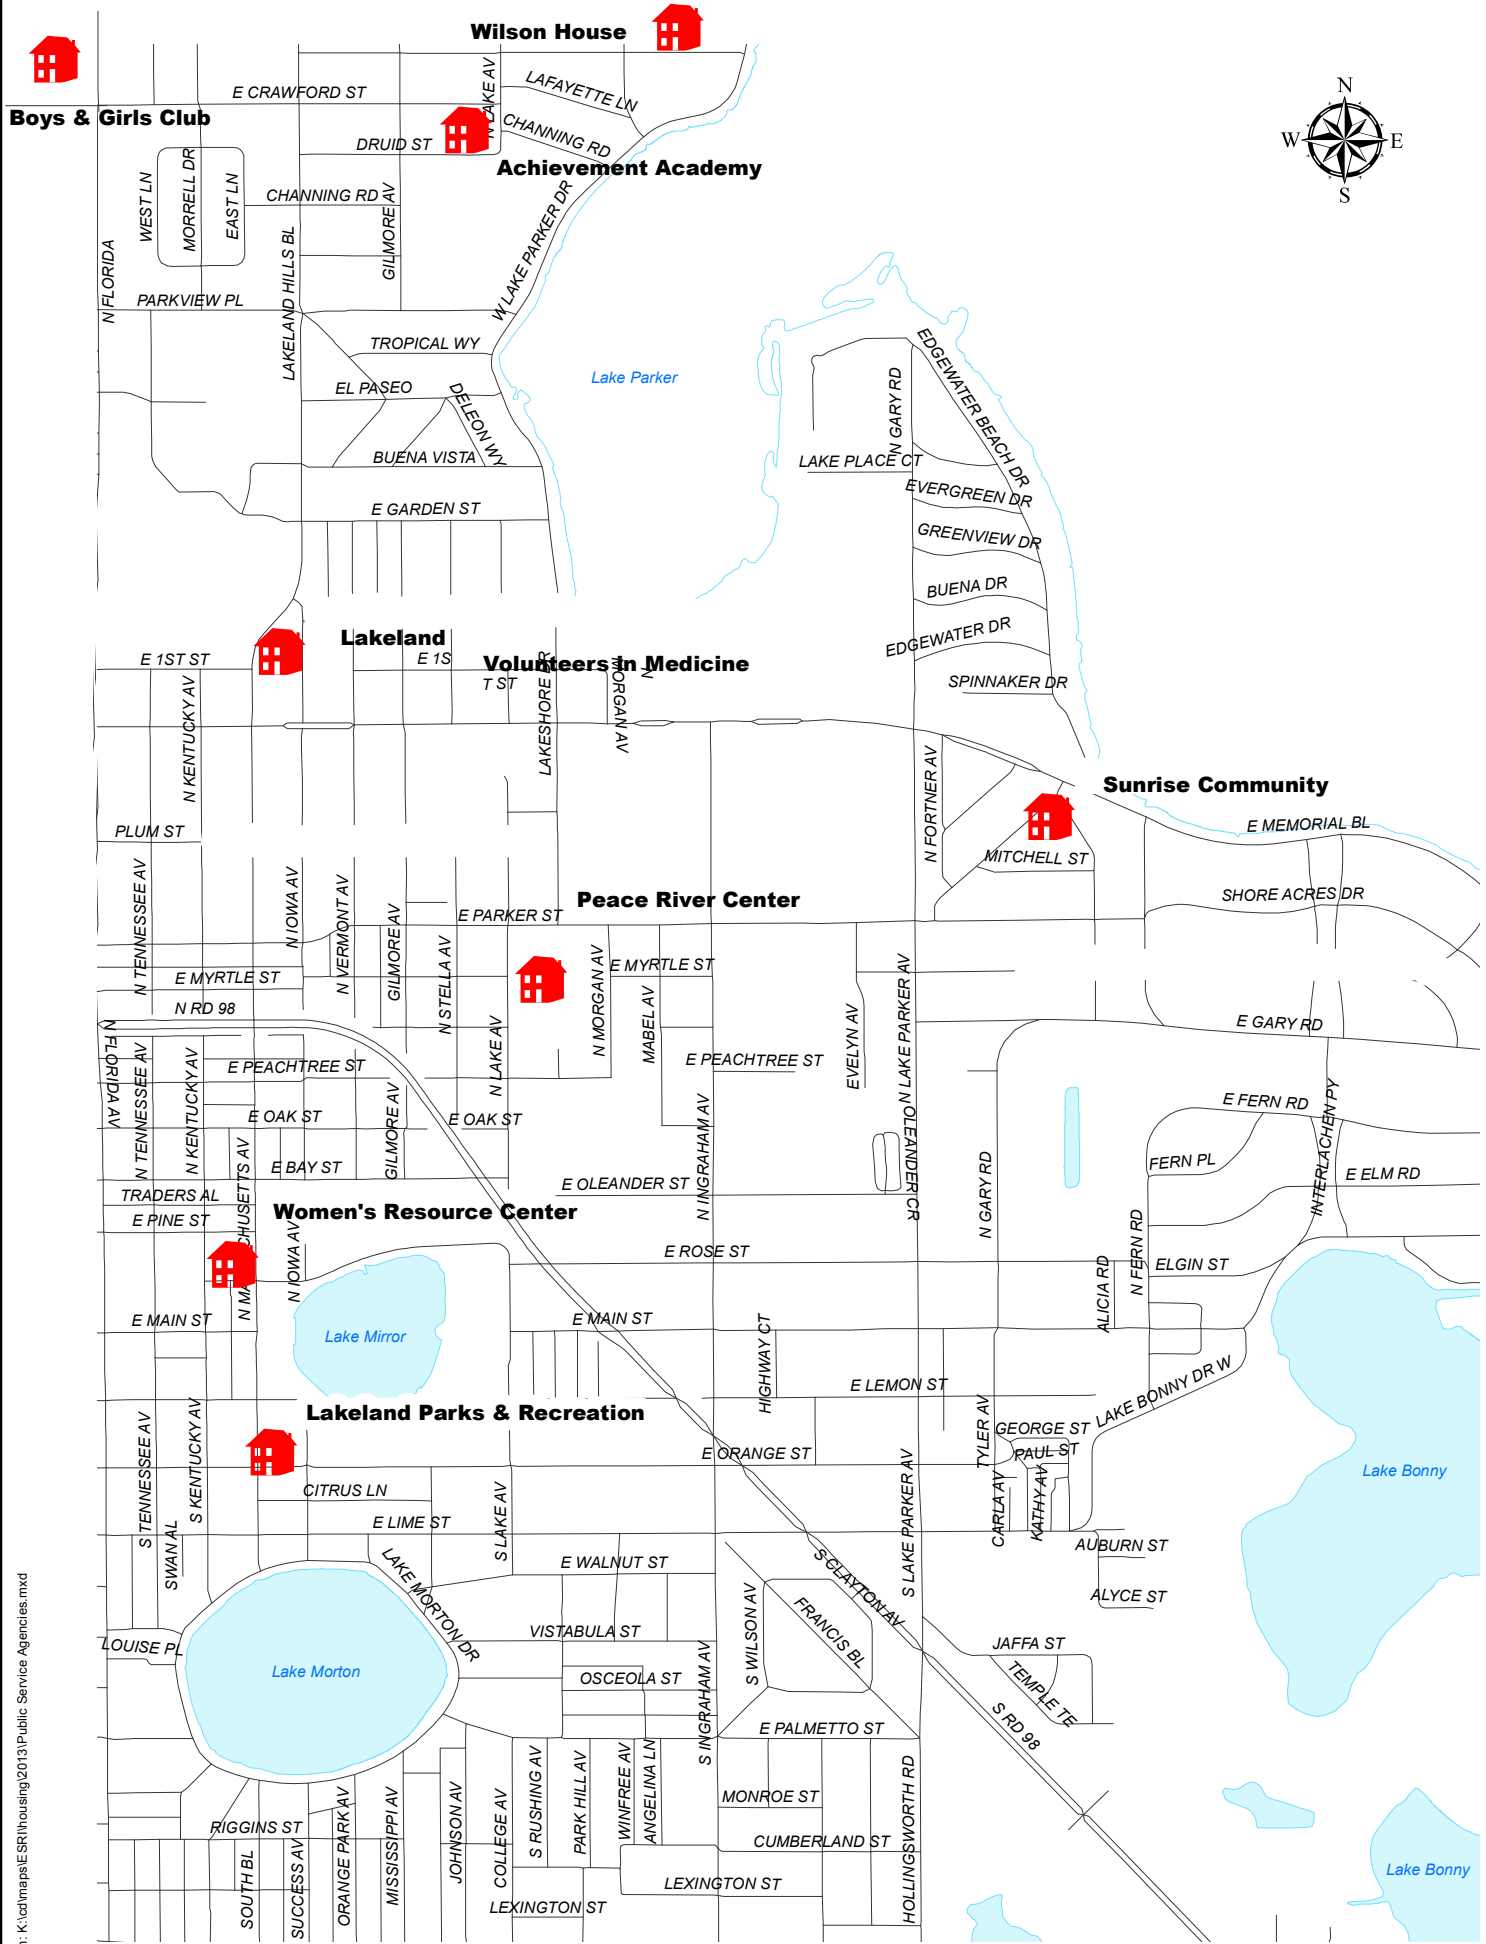 Wilson House
Boys & Girls Club
E CRAWFORD ST
N LAKE AV
LAFAYETTE LN
CHANNING RD
DRUID ST
Achievement Academy
N
W
E
S
WEST LN
MORRELL DR
EAST LN
CHANNING RD
GILMORE AV
W LAKE PARKER DR
N FLORIDA
LAKELAND HILLS BL
PARKVIEW PL
TROPICAL WY
EL PASEO
DELEON WY
BUENA VISTA
E GARDEN ST
Lake Parker
N GARY RD
EDGEWATER BEACH DR
LAKE PLACE CT
EVERGREEN DR
GREENVIEW DR
BUENA DR
EDGEWATER DR
SPINNAKER DR
Lakeland
Volunteers In Medicine
E 1ST ST
E 1S
T ST
N KENTUCKY AV
LAKESHORE DR
N
MORGAN AV
Sunrise Community
N FORTNER AV
E MEMORIAL BL
MITCHELL ST
SHORE ACRES DR
PLUM ST
N TENNESSEE AV
N IOWA AV
N VERMONT AV
GILMORE AV
N STELLA AV
Peace River Center
E PARKER ST
E MYRTLE ST
E MYRTLE ST
N MORGAN AV
MABEL AV
N RD 98
N LAKE AV
EVELYN AV
N LAKE PARKER AV
E GARY RD
N FLORIDA AV
N TENNESSEE AV
N KENTUCKY AV
E PEACHTREE ST
E PEACHTREE ST
E OAK ST
E OAK ST
GILMORE AV
N INGRAHAM AV
OLEANDER CR
E FERN RD
INTERLACHEN PY
E BAY ST
FERN PL
E ELM RD
N GARY RD
TRADERS AL
E OLEANDER ST
E PINE ST
Women's Resource Center
N IOWA AV
E ROSE ST
N FERN RD
ELGIN ST
ALICIA RD
E MAIN ST
Lake Mirror
E MAIN ST
HIGHWAY CT
E LEMON ST
LAKE BONNY DR W
TYLER AV
GEORGE ST
PAUL ST
Lakeland Parks & Recreation
S TENNESSEE AV
S KENTUCKY AV
E ORANGE ST
S LAKE PARKER AV
CARLA AV
KATHY AV
Lake Bonny
CITRUS LN
E LIME ST
S LAKE AV
SWAN AL
E WALNUT ST
AUBURN ST
ALYCE ST
LAKE MORTON DR
S CLAYTON AV
S WILSON AV
FRANCIS BL
LOUISE PL
Lake Morton
VISTABULA ST
OSCEOLA ST
S INGRAHAM AV
JAFFA ST
TEMPLE TE
S RD 98
E PALMETTO ST
RIGGINS ST
SOUTH BL
SUCCESS AV
ORANGE PARK AV
MISSISSIPPI AV
JOHNSON AV
COLLEGE AV
S RUSHING AV
PARK HILL AV
WINFREE AV
ANGELINA LN
MONROE ST
CUMBERLAND ST
LEXINGTON ST
LEXINGTON ST
HOLLINGSWORTH RD
Lake Bonny
K:\cd\maps\ESRI\housing\2013\Public Service Agencies.mxd